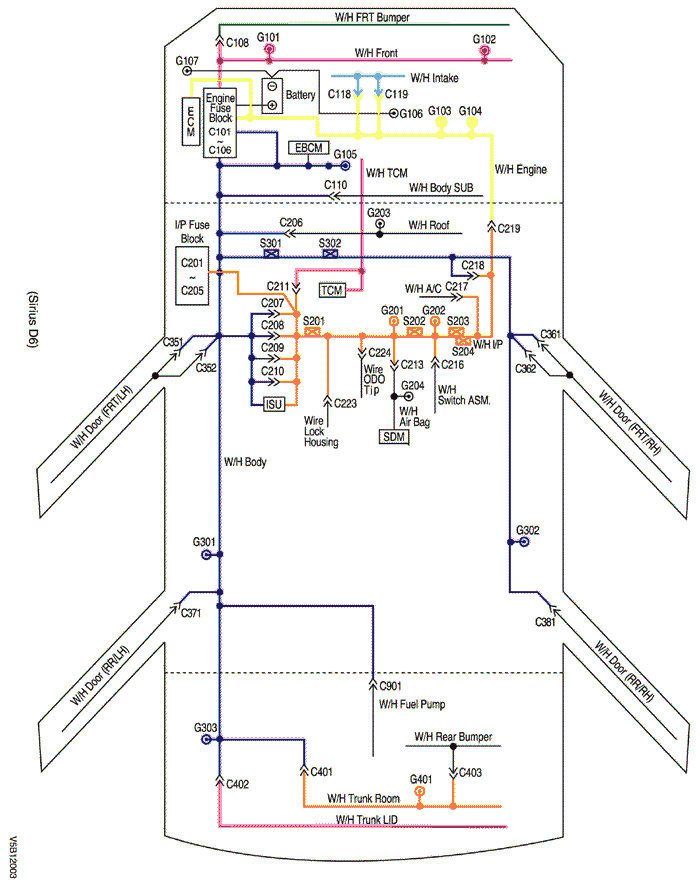 W/H FRT Bumper
C108
G101
G102
W/H Front
G107
W/H Intake
Battery
C118
C119
Engine
Fuse
Block
C101
~
C106
ECM
G106
G103
G104
EBCM
G105
W/H TCM
W/H Engine
C110
W/H Body SUB
I/P Fuse
Block
C201
~
C205
C206
G203
W/H Roof
C219
S301
S302
C218
C211
TCM
W/H A/C
C217
C207
C208
C209
C210
ISU
S201
G201
S202
G202
S203
S204
W/H I/P
C224
Wire
ODO
Tip
C213
G204
C216
W/H
Switch ASM.
C223
Wire
Lock
Housing
W/H
Air Bag
SDM
(Sirius D6)
C351
C352
C361
C362
W/H Door (FRT/LH)
W/H Door (FRT/RH)
W/H Body
G301
G302
C371
C381
W/H Door (RR/LH)
W/H Door (RR/RH)
C901
W/H Fuel Pump
G303
W/H Rear Bumper
C401
C402
G401
C403
W/H Trunk Room
W/H Trunk LID
V5B12003